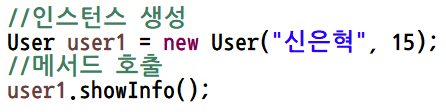 //인스턴스 생성
User user1 = new User("신은혁", 15);
//메서드 호출
user1.showInfo();